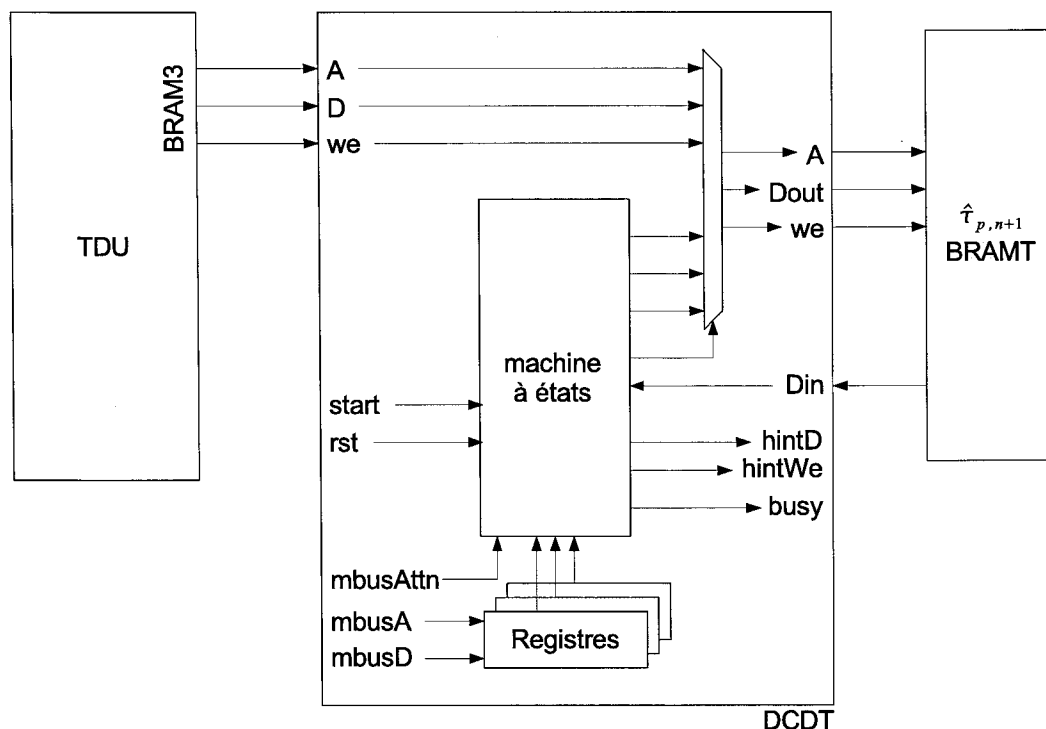 TDU
BRAM3
A
D
we
A
Dout
we
τ̂ p,n+1
BRAMT
machine
à états
Din
start
rst
hintD
hintWe
busy
mbusAttn
mbusA
mbusD
Registres
DCDT